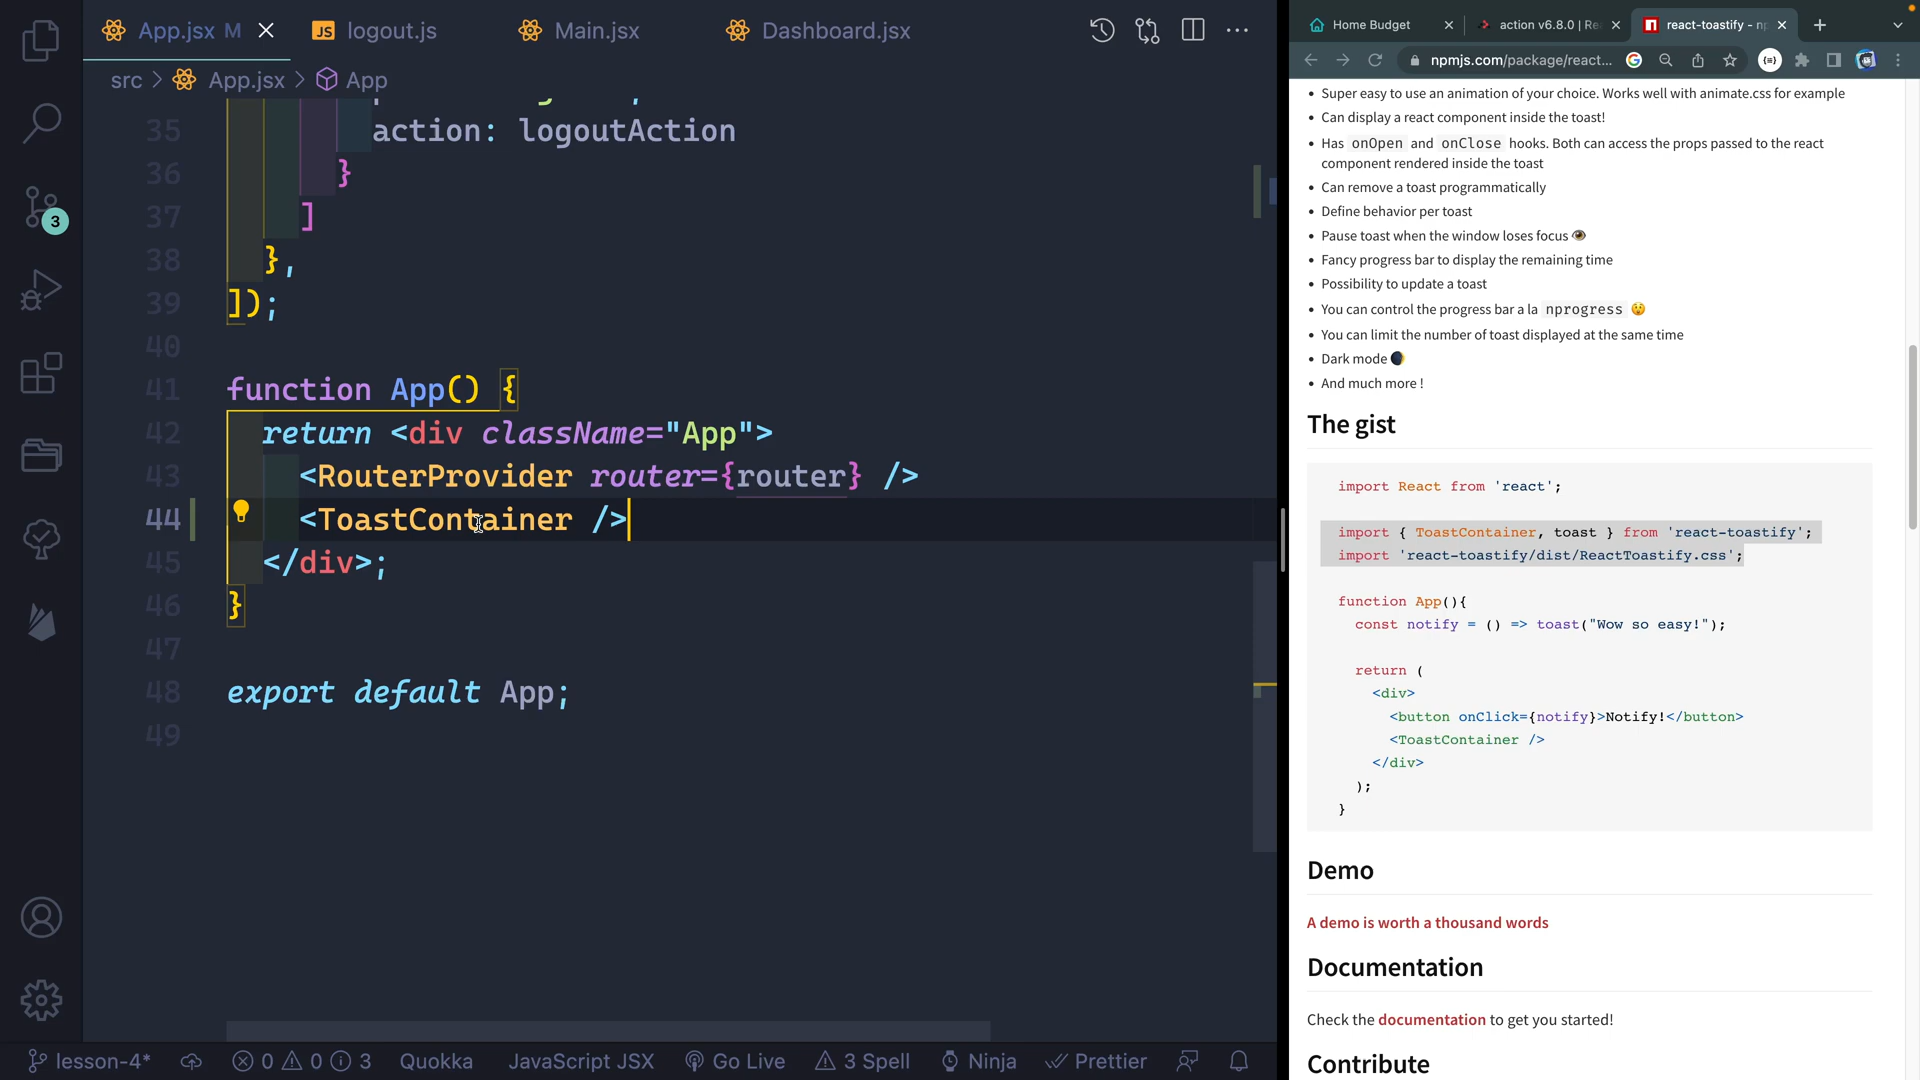 App.jsx M
logout.js
Main.jsx
Dashboard.jsx
src > App.jsx > App
35 action: logoutAction
36 }
37 ]
38 },
39 ]);
40
41 function App() {
42 return <div className="App">
43 <RouterProvider router={router} />
44 <ToastContainer />
45 </div>;
46 }
47
48 export default App;
49
3
lesson-4* 0 0 3 Quokka JavaScript JSX Go Live 3 Spell Ninja Prettier
Home Budget
action v6.8.0 | Re
react-toastify - np
npmjs.com/package/react...
• Super easy to use an animation of your choice. Works well with animate.css for example
• Can display a react component inside the toast!
• Has onOpen and onClose hooks. Both can access the props passed to the react
component rendered inside the toast
• Can remove a toast programmatically
• Define behavior per toast
• Pause toast when the window loses focus 👁️
• Fancy progress bar to display the remaining time
• Possibility to update a toast
• You can control the progress bar a la nprogress 😲
• You can limit the number of toast displayed at the same time
• Dark mode 🌒
• And much more !
The gist
import React from 'react';
import { ToastContainer, toast } from 'react-toastify';
import 'react-toastify/dist/ReactToastify.css';
function App(){
const notify = () => toast("Wow so easy!");
return (
<div>
<button onClick={notify}>Notify!</button>
<ToastContainer />
</div>
);
}
Demo
A demo is worth a thousand words
Documentation
Check the documentation to get you started!
Contribute